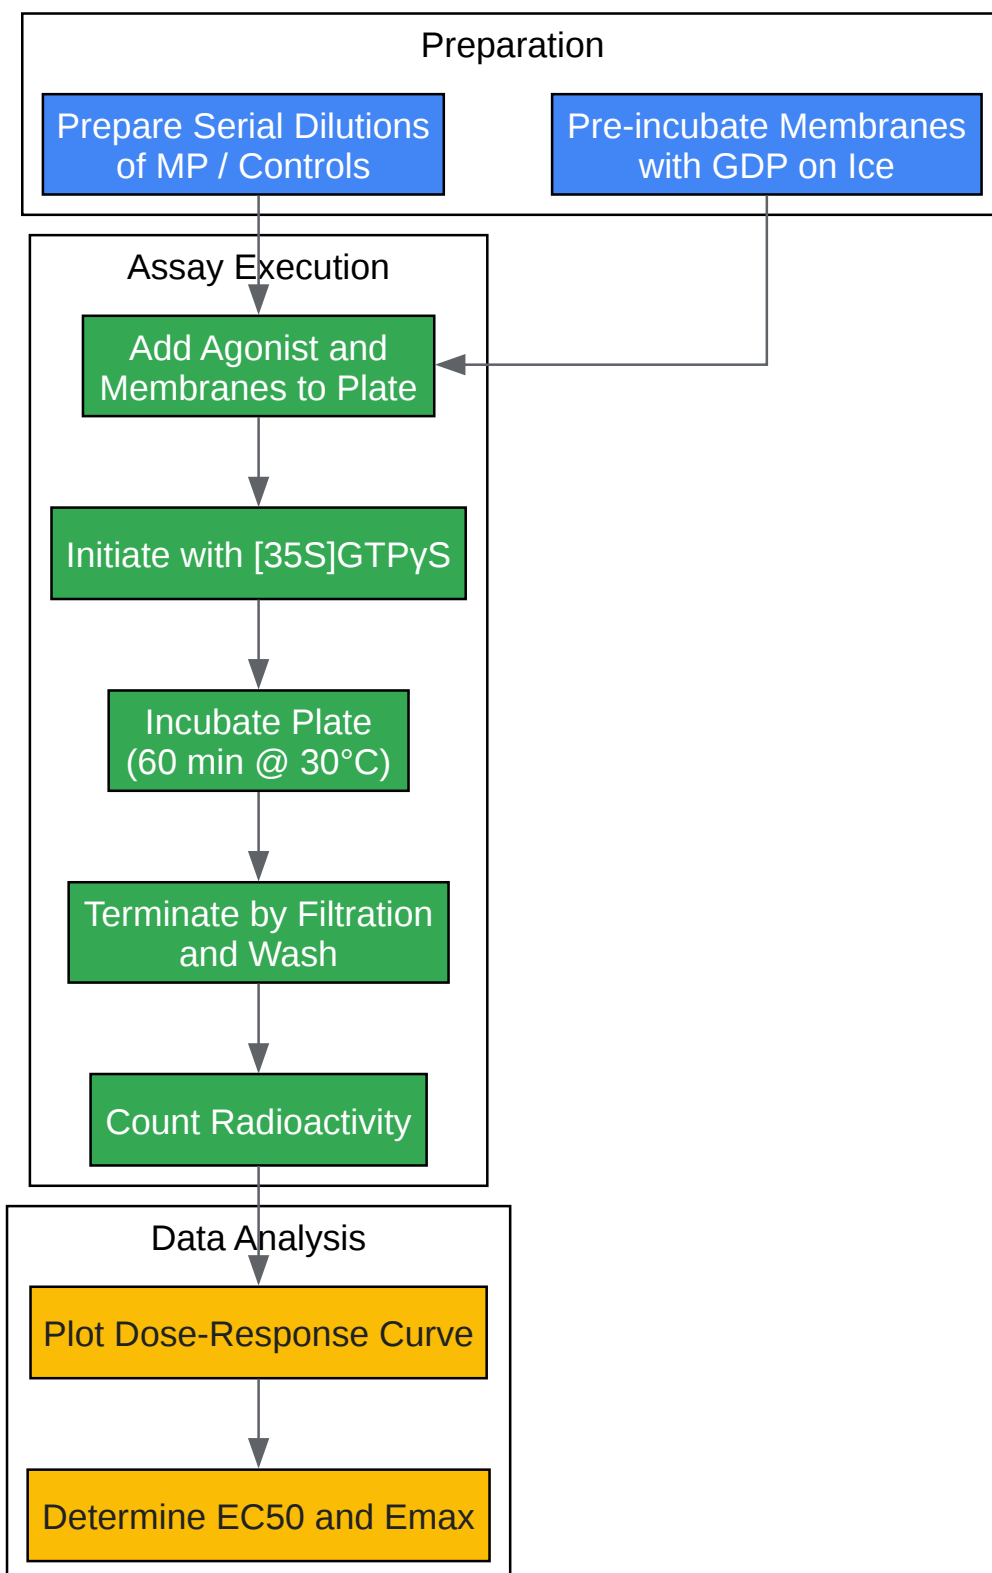 Preparation
Prepare Serial Dilutions
of MP / Controls
Pre-incubate Membranes
with GDP on Ice
Assay Execution
Add Agonist and
Membranes to Plate
Initiate with [35S]GTPγS
Incubate Plate
(60 min @ 30°C)
Terminate by Filtration
and Wash
Count Radioactivity
Data Analysis
Plot Dose-Response Curve
Determine EC50 and Emax